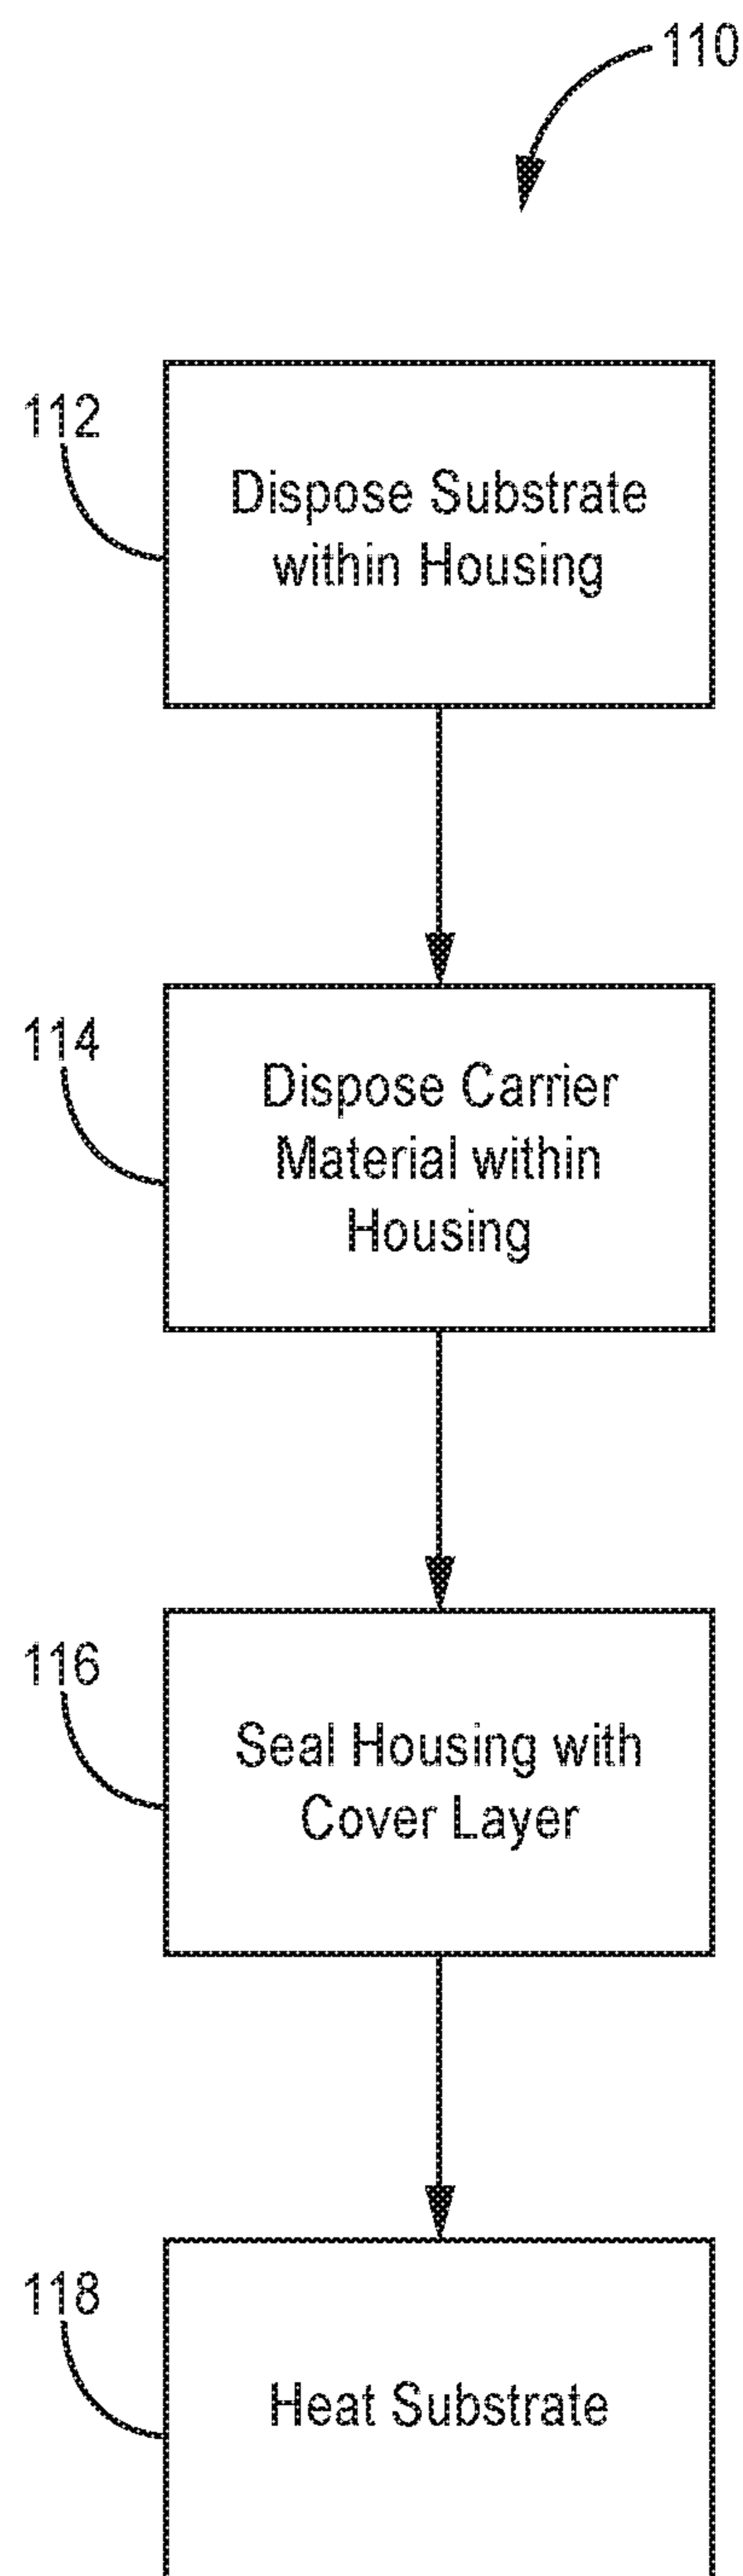 110
112
Dispose Substrate
within Housing
114
Dispose Carrier
Material within
Housing
116
Seal Housing with
Cover Layer
118
Heat Substrate